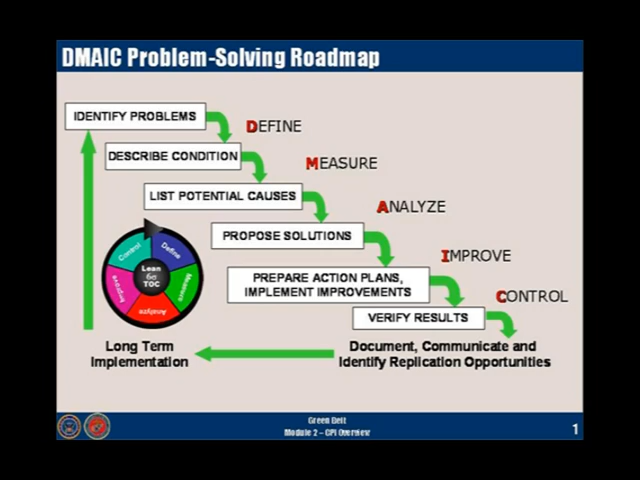 DMAIC Problem-Solving Roadmap
IDENTIFY PROBLEMS
DEFINE
DESCRIBE CONDITION
MEASURE
LIST POTENTIAL CAUSES
ANALYZE
PROPOSE SOLUTIONS
IMPROVE
PREPARE ACTION PLANS,
IMPLEMENT IMPROVEMENTS
CONTROL
VERIFY RESULTS
Control
Define
Measure
Analyze
Improve
Lean
6σ
TOC
Long Term
Implementation
Document, Communicate and
Identify Replication Opportunities
Green Belt
Module 2 – CPI Overview
1